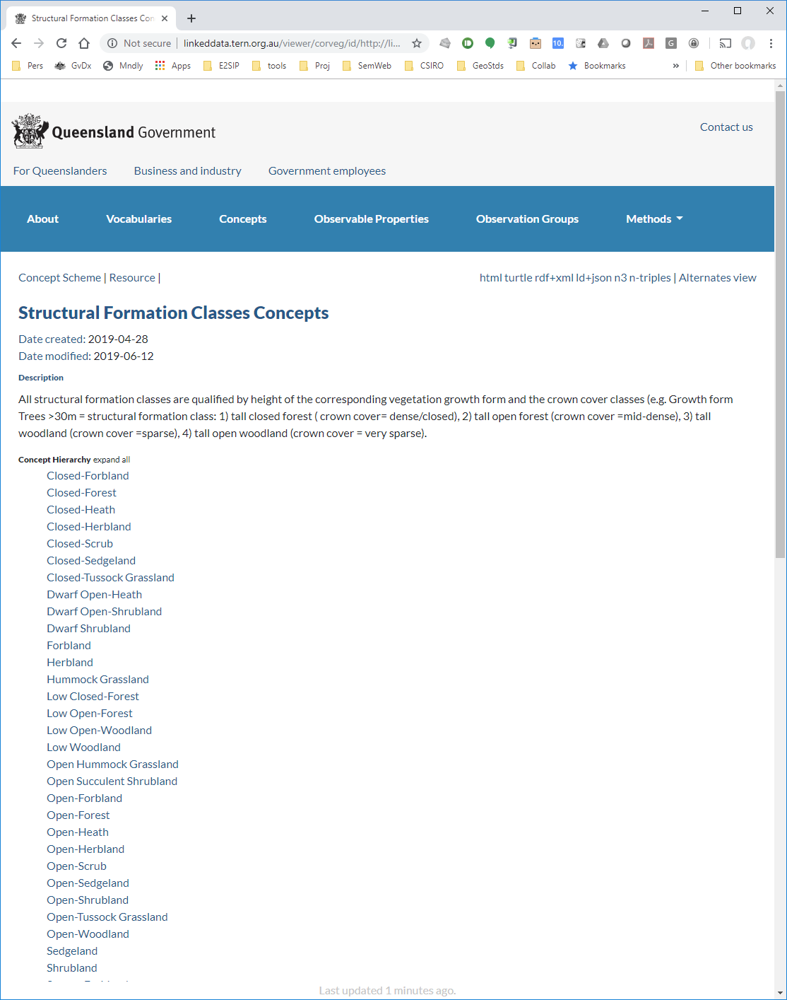 Structural Formation Classes Con
Not secure | linkeddata.tern.org.au/viewer/corveg/id/http://li...
10.
G
Pers GvDx Mndly Apps E2SIP tools Proj SemWeb CSIRO GeoStds Collab Bookmarks » Other bookmarks
Queensland Government
Contact us
For Queenslanders Business and industry Government employees
About Vocabularies Concepts Observable Properties Observation Groups Methods
Concept Scheme | Resource | html turtle rdf+xml ld+json n3 n-triples | Alternates view
Structural Formation Classes Concepts
Date created: 2019-04-28
Date modified: 2019-06-12
Description
All structural formation classes are qualified by height of the corresponding vegetation growth form and the crown cover classes (e.g. Growth form
Trees >30m = structural formation class: 1) tall closed forest ( crown cover= dense/closed), 2) tall open forest (crown cover =mid-dense), 3) tall
woodland (crown cover =sparse), 4) tall open woodland (crown cover = very sparse).
Concept Hierarchy expand all
Closed-Forbland
Closed-Forest
Closed-Heath
Closed-Herbland
Closed-Scrub
Closed-Sedgeland
Closed-Tussock Grassland
Dwarf Open-Heath
Dwarf Open-Shrubland
Dwarf Shrubland
Forbland
Herbland
Hummock Grassland
Low Closed-Forest
Low Open-Forest
Low Open-Woodland
Low Woodland
Open Hummock Grassland
Open Succulent Shrubland
Open-Forbland
Open-Forest
Open-Heath
Open-Herbland
Open-Scrub
Open-Sedgeland
Open-Shrubland
Open-Tussock Grassland
Open-Woodland
Sedgeland
Shrubland
Last updated 1 minutes ago.